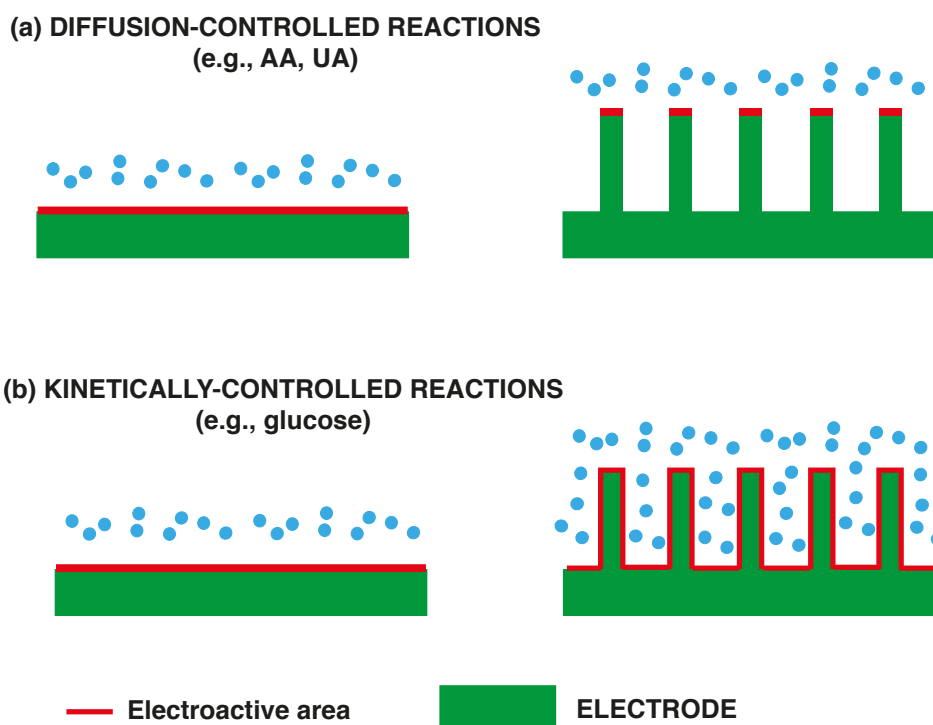 (a) DIFFUSION-CONTROLLED REACTIONS
(e.g., AA, UA)
(b) KINETICALLY-CONTROLLED REACTIONS
(e.g., glucose)
Electroactive area
ELECTRODE